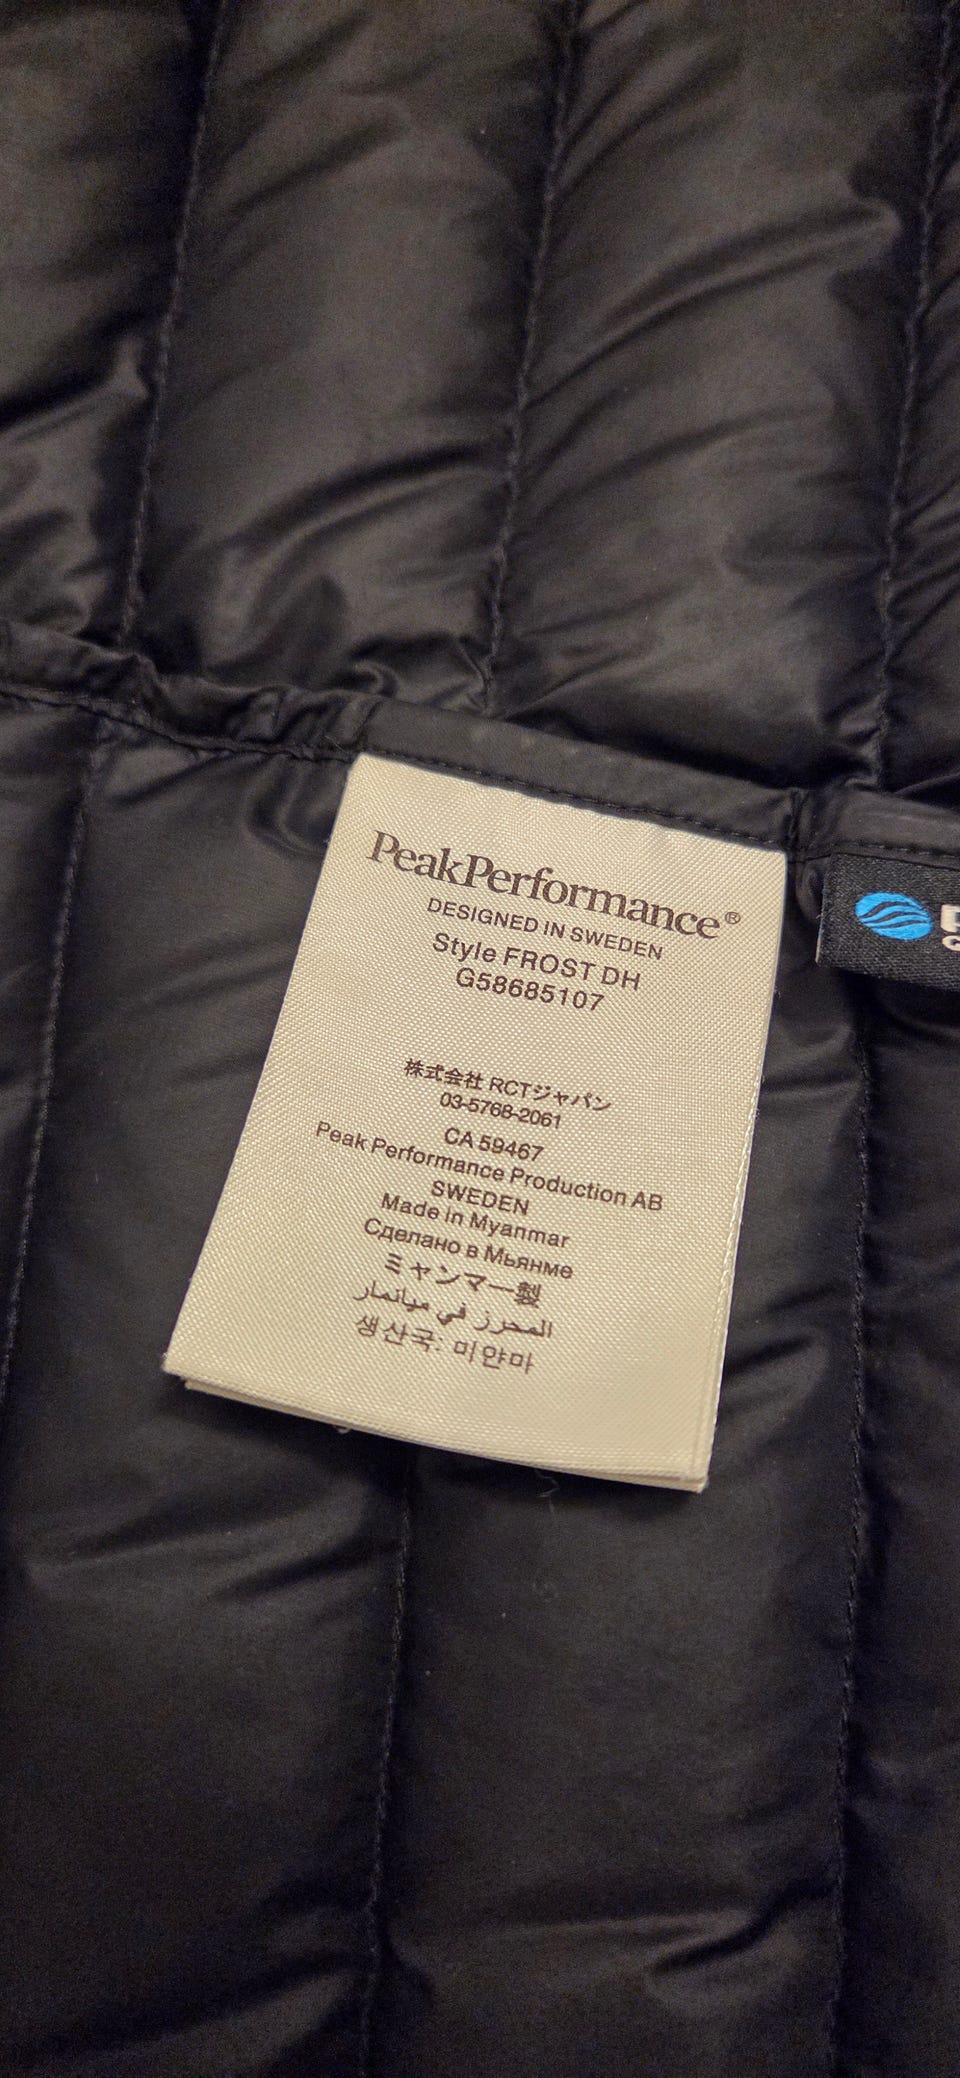 PeakPerformance®
DESIGNED IN SWEDEN
Style FROST DH
G58685107
株式会社 RCTジャパン
03-5768-2061
CA 59467
Peak Performance Production AB
SWEDEN
Made in Myanmar
Сделано в Мьянме
ミャンマー製
المحرز في ميانمار
생산국: 미얀마